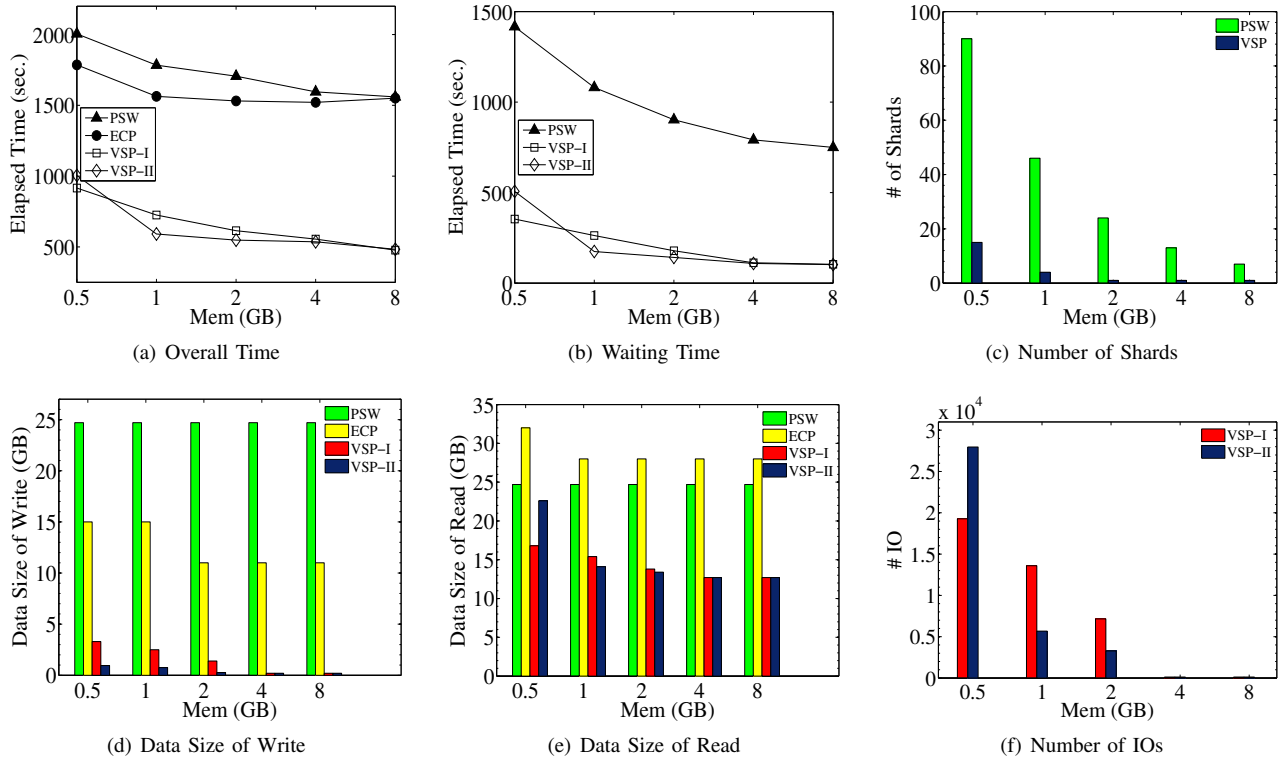 2000
1500
1000
500
0.5 1 2 4 8
Mem (GB)
Elapsed Time (sec.)
PSW
ECP
VSP-I
VSP-II
(a) Overall Time
1500
1000
500
0
0.5 1 2 4 8
Mem (GB)
Elapsed Time (sec.)
PSW
VSP-I
VSP-II
(b) Waiting Time
100
80
60
40
20
0
0.5 1 2 4 8
Mem (GB)
# of Shards
PSW
VSP
(c) Number of Shards
25
20
15
10
5
0
0.5 1 2 4 8
Mem (GB)
Data Size of Write (GB)
PSW
ECP
VSP-I
VSP-II
(d) Data Size of Write
35
30
25
20
15
10
5
0
0.5 1 2 4 8
Mem (GB)
Data Size of Read (GB)
PSW
ECP
VSP-I
VSP-II
(e) Data Size of Read
x 10^4
3
2.5
2
1.5
1
0.5
0
0.5 1 2 4 8
Mem (GB)
# IO
VSP-I
VSP-II
(f) Number of IOs